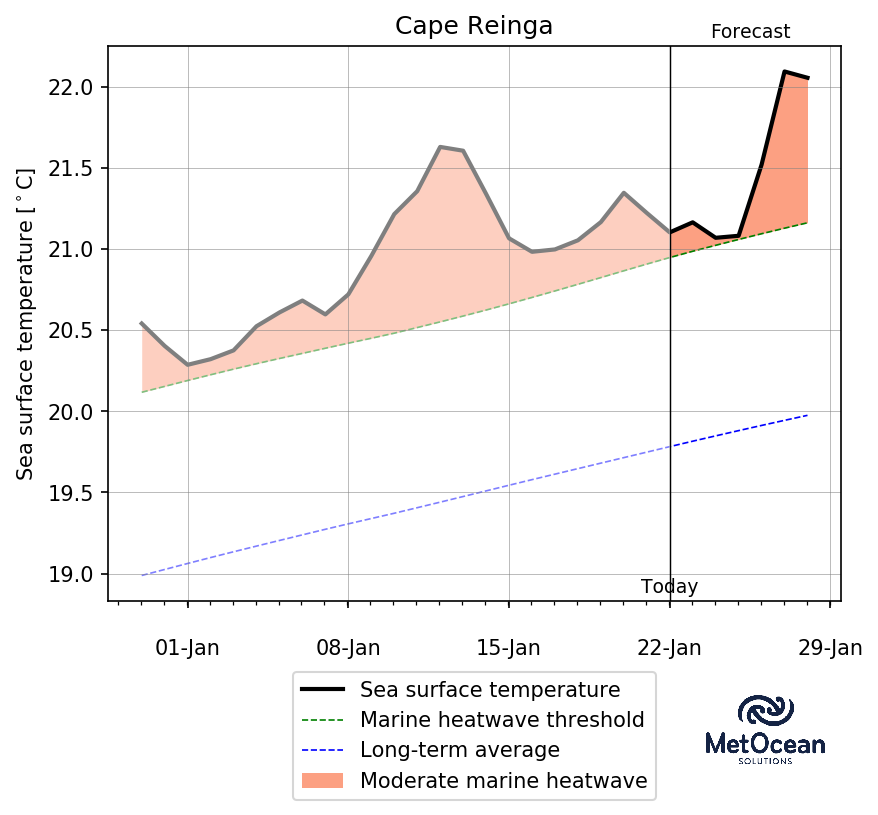 Cape Reinga
Forecast
Sea surface temperature [°C]
22.0
21.5
21.0
20.5
20.0
19.5
19.0
Today
01-Jan 08-Jan 15-Jan 22-Jan 29-Jan
Sea surface temperature
Marine heatwave threshold
Long-term average
Moderate marine heatwave
MetOcean
SOLUTIONS